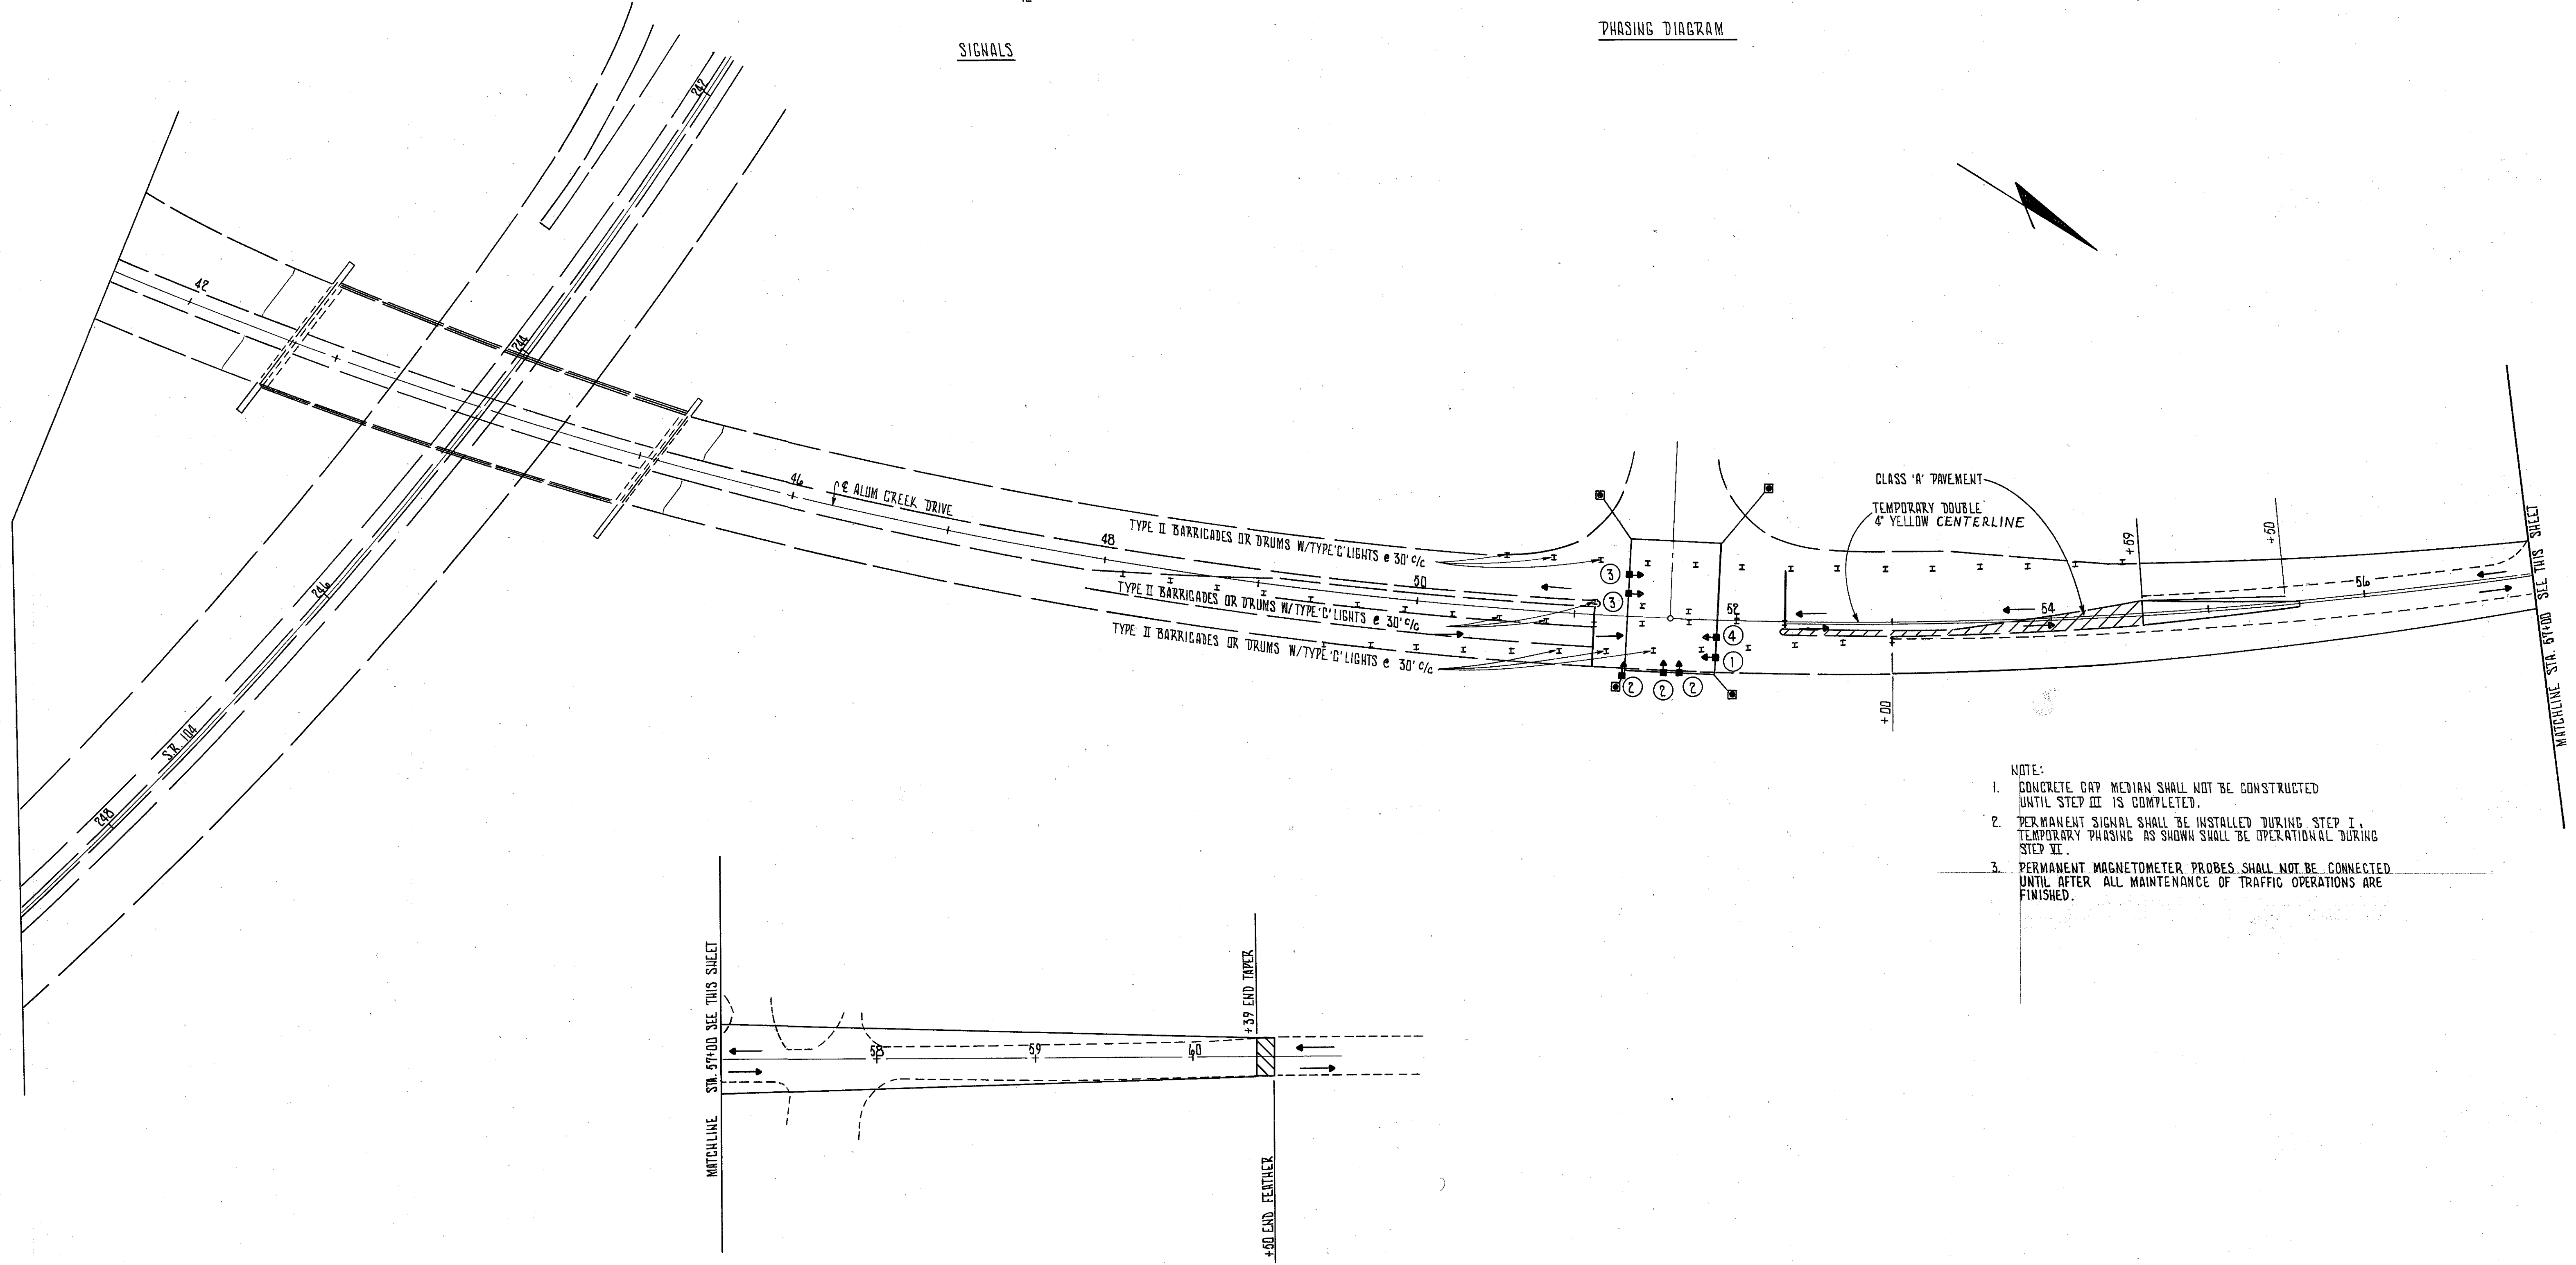 SIGNALS
PHASING DIAGRAM
242
42
244
46
℄ ALUM CREEK DRIVE
48
TYPE II BARRICADES OR DRUMS W/TYPE 'C' LIGHTS @ 30' C/C
50
TYPE II BARRICADES OR DRUMS W/TYPE 'C' LIGHTS @ 30' C/C
TYPE II BARRICADES OR DRUMS W/TYPE 'C' LIGHTS @ 30' C/C
3
3
52
4
1
2
2
2
CLASS 'A' PAVEMENT
TEMPORARY DOUBLE
4" YELLOW CENTERLINE
+59
+50
54
56
+00
MATCHLINE STA. 57+00 SEE THIS SHEET
246
S.R. 104
248
NOTE:
1. CONCRETE CAP MEDIAN SHALL NOT BE CONSTRUCTED
UNTIL STEP III IS COMPLETED.
2. PERMANENT SIGNAL SHALL BE INSTALLED DURING STEP I.
TEMPORARY PHASING AS SHOWN SHALL BE OPERATIONAL DURING
STEP VI.
3. PERMANENT MAGNETOMETER PROBES SHALL NOT BE CONNECTED
UNTIL AFTER ALL MAINTENANCE OF TRAFFIC OPERATIONS ARE
FINISHED.
MATCHLINE STA. 57+00 SEE THIS SHEET
58
59
60
+39 END TAPER
+50 END FEATHER